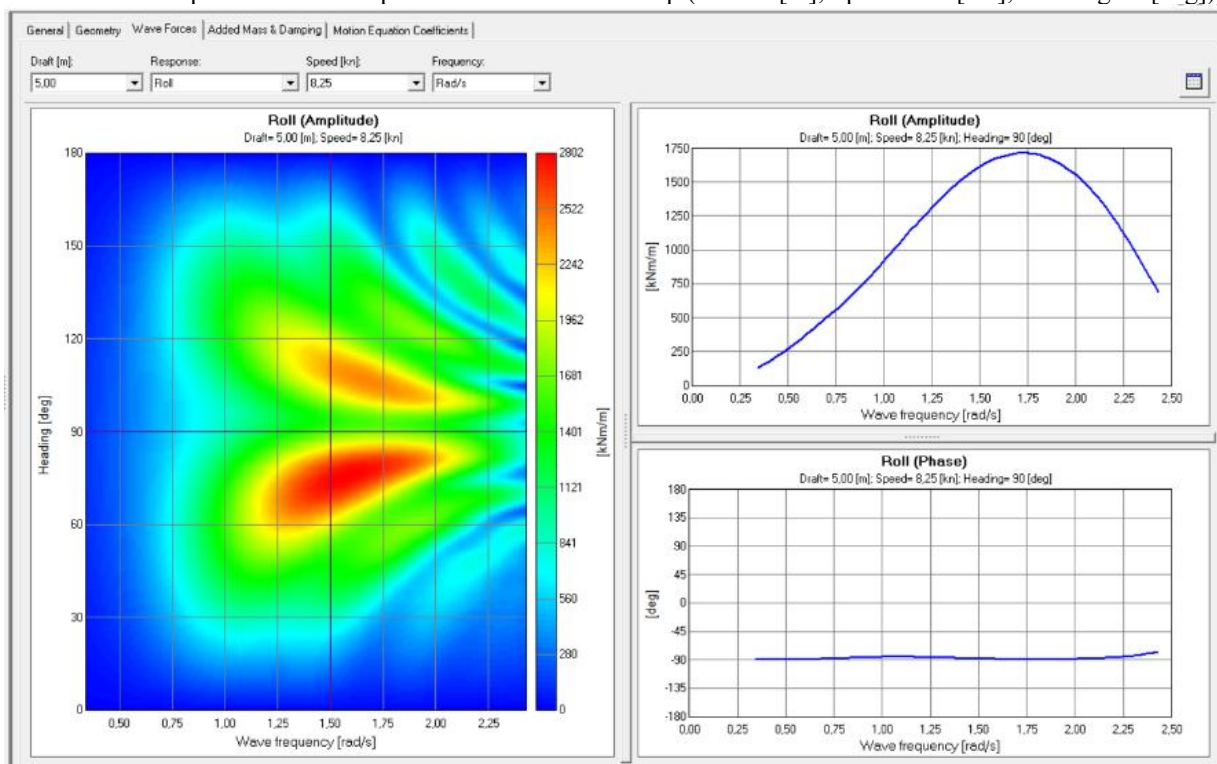 General Geometry Wave Forces Added Mass & Damping Motion Equation Coefficients
Draft [m]: Response: Speed [kn]: Frequency:
5,00 Roll 8,25 Rad/s
Roll (Amplitude)
Draft= 5,00 [m]; Speed= 8,25 [kn]
180
150
120
90
60
30
0
Heading [deg]
0,50 0,75 1,00 1,25 1,50 1,75 2,00 2,25
Wave frequency [rad/s]
2802
2522
2242
1962
1681
1401
1121
841
560
280
0
[kNm/m]
Roll (Amplitude)
Draft= 5,00 [m]; Speed= 8,25 [kn]; Heading= 90 [deg]
1750
1500
1250
1000
750
500
250
0
[kNm/m]
0,00 0,25 0,50 0,75 1,00 1,25 1,50 1,75 2,00 2,25 2,50
Wave frequency [rad/s]
Roll (Phase)
Draft= 5,00 [m]; Speed= 8,25 [kn]; Heading= 90 [deg]
180
135
90
45
0
-45
-90
-135
-180
[deg]
0,00 0,25 0,50 0,75 1,00 1,25 1,50 1,75 2,00 2,25 2,50
Wave frequency [rad/s]